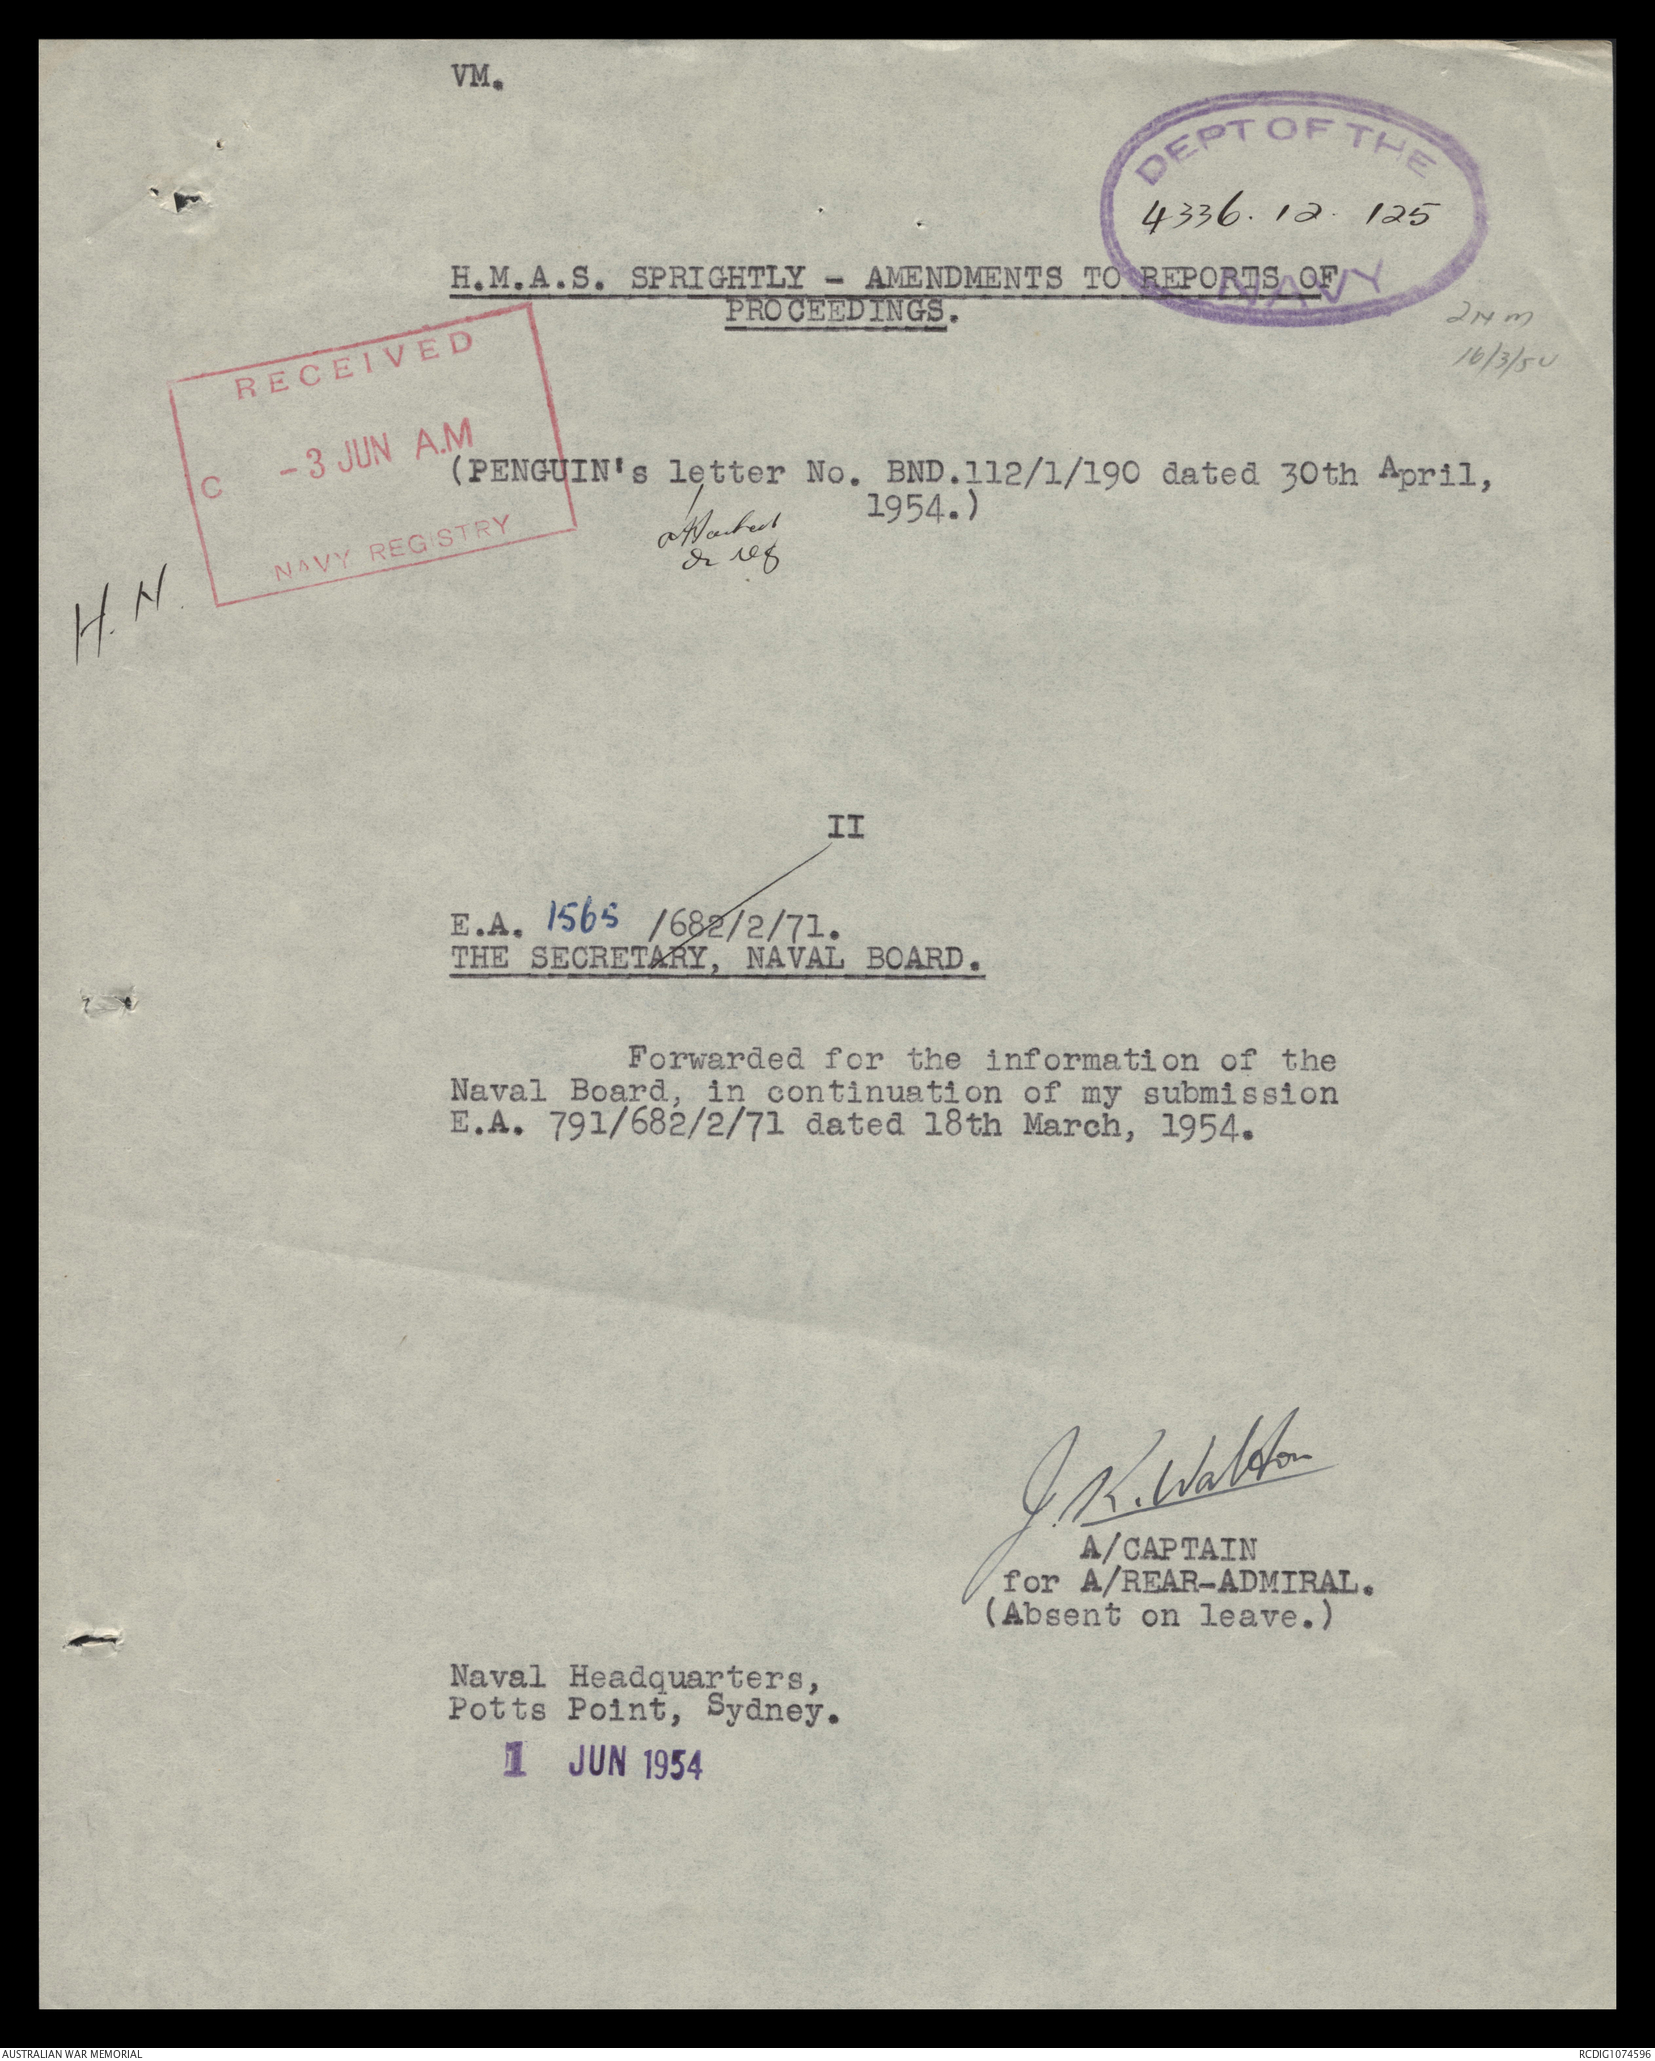 VM.
DEPT OF THE
4336. 12. 125
NAVY
H.M.A.S. SPRIGHTLY - AMENDMENTS TO REPORTS OF
PROCEEDINGS.
16/3/5
RECEIVED
C -3 JUN A.M
NAVY REGISTRY
(PENGUIN's letter No. BND.112/1/190 dated 30th April,
1954.)
attached
H.N.
II
E.A. 1565 /682/2/71.
THE SECRETARY, NAVAL BOARD.
Forwarded for the information of the
Naval Board, in continuation of my submission
E.A. 791/682/2/71 dated 18th March, 1954.
J.K. Walton
A/CAPTAIN
for A/REAR-ADMIRAL.
(Absent on leave.)
Naval Headquarters,
Potts Point, Sydney.
1 JUN 1954
AUSTRALIAN WAR MEMORIAL
RCDIG1074596